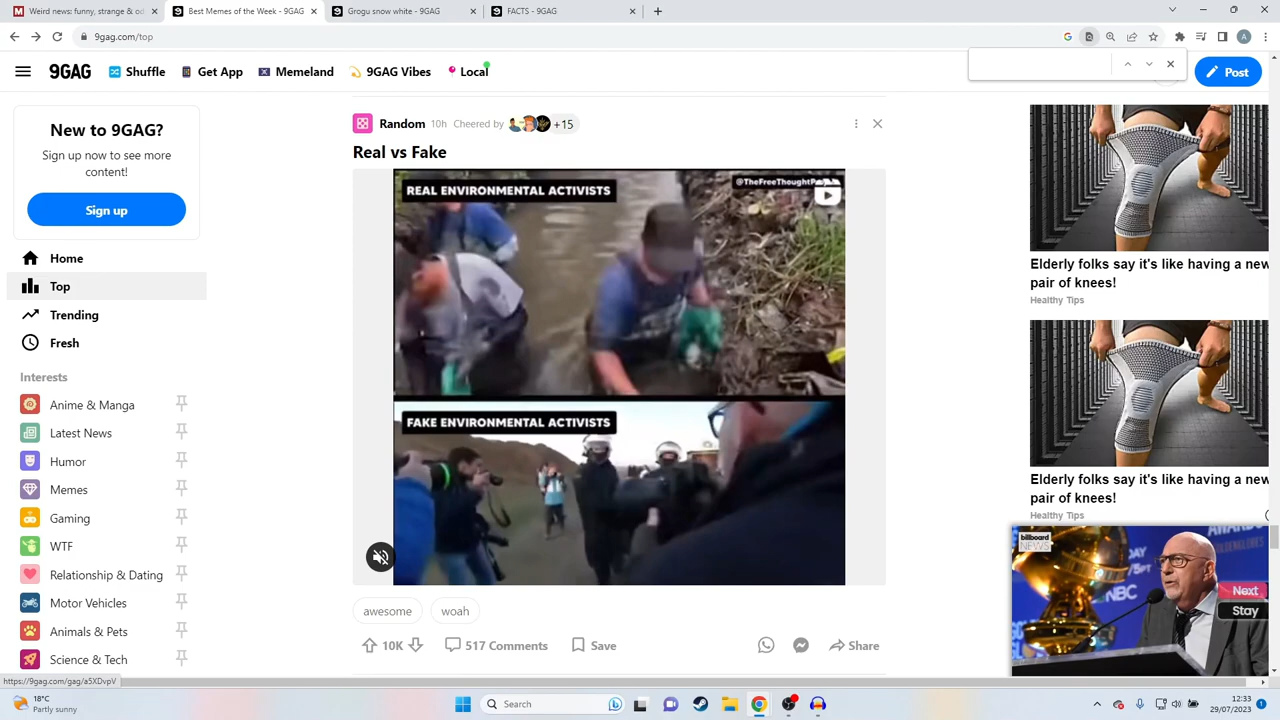 Weird news: funny, strange & od
Best Memes of the Week - 9GAG
Grogu snow white - 9GAG
FACTS - 9GAG
9gag.com/top
A
9GAG
Shuffle
Get App
Memeland
9GAG Vibes
Local
Post
New to 9GAG?
Sign up now to see more
content!
Sign up
Home
Top
Trending
Fresh
Interests
Anime & Manga
Latest News
Humor
Memes
Gaming
WTF
Relationship & Dating
Motor Vehicles
Animals & Pets
Science & Tech
https://9gag.com/gag/a5XDvpV
Random 10h Cheered by +15
Real vs Fake
REAL ENVIRONMENTAL ACTIVISTS
FAKE ENVIRONMENTAL ACTIVISTS
awesome
woah
10K
517 Comments
Save
Share
Elderly folks say it's like having a new
pair of knees!
Healthy Tips
Elderly folks say it's like having a new
pair of knees!
Healthy Tips
billboard
NEWS
NBC
Next
Stay
18°C
Partly sunny
Search
12:33
29/07/2023